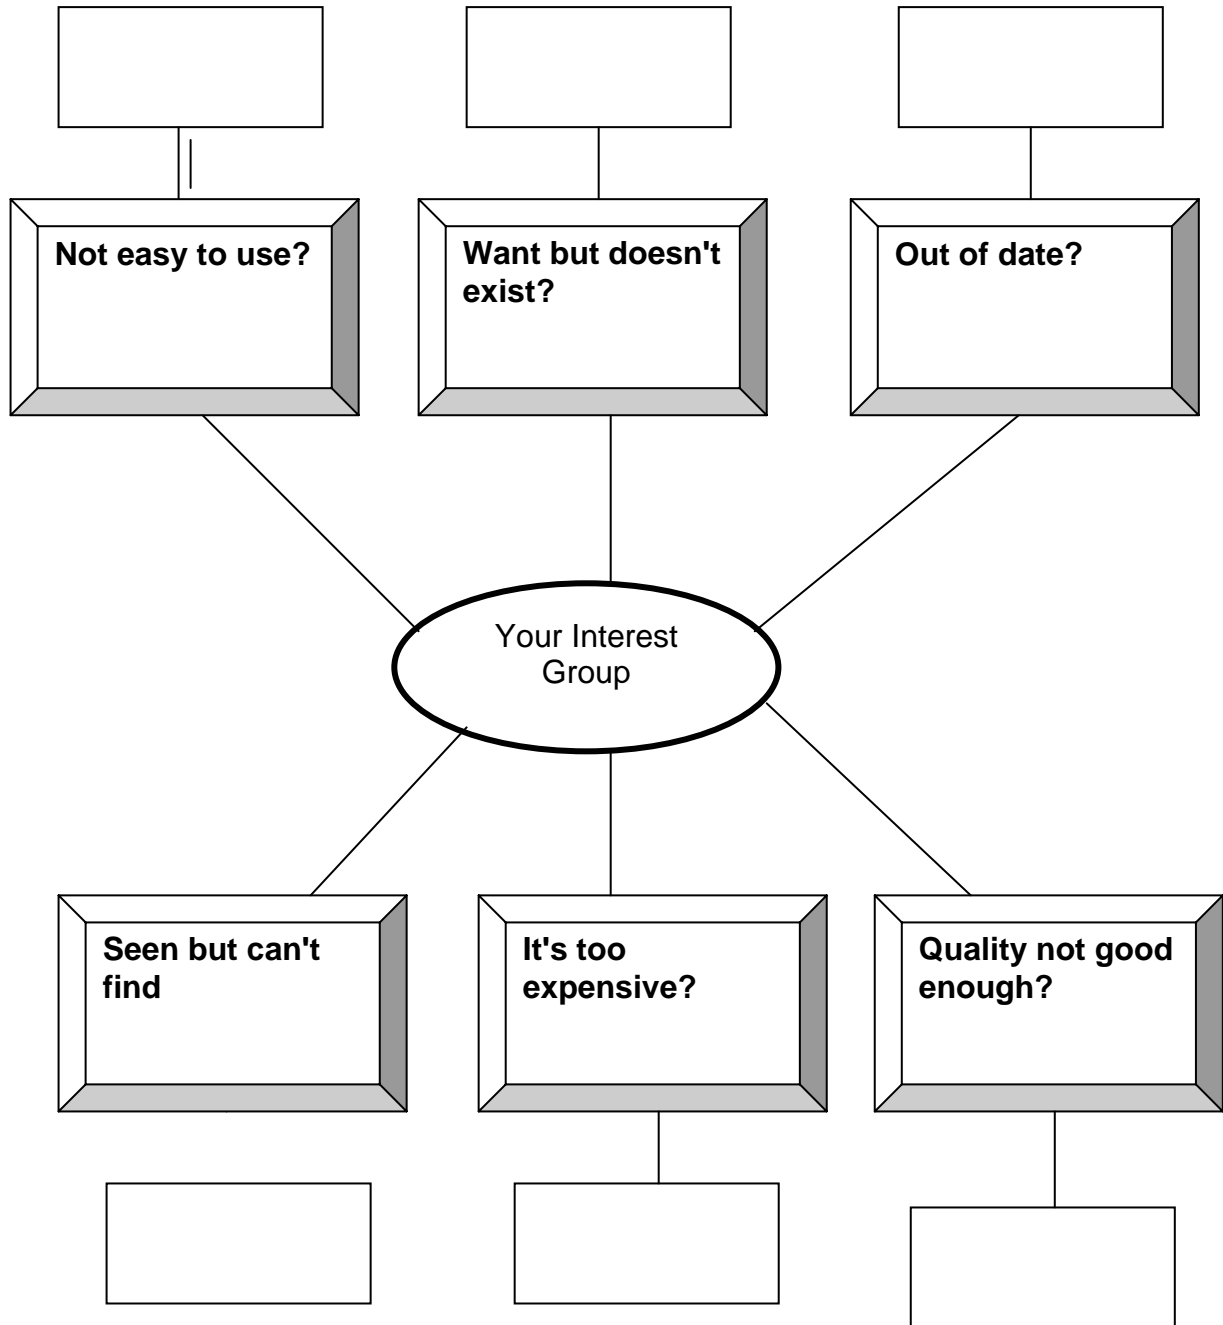 Not easy to use?
Want but doesn't
exist?
Out of date?
Your Interest
Group
Seen but can't
find
It's too
expensive?
Quality not good
enough?